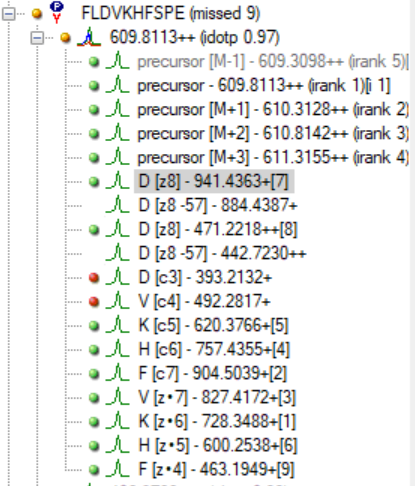 FLDVKHFSPE (missed 9)
609.8113++ (idotp 0.97)
precursor [M-1] - 609.3098++ (irank 5)[
precursor - 609.8113++ (irank 1)[i 1]
precursor [M+1] - 610.3128++ (irank 2)
precursor [M+2] - 610.8142++ (irank 3)
precursor [M+3] - 611.3155++ (irank 4)
D [z8] - 941.4363+[7]
D [z8 -57] - 884.4387+
D [z8] - 471.2218++[8]
D [z8 -57] - 442.7230++
D [c3] - 393.2132+
V [c4] - 492.2817+
K [c5] - 620.3766+[5]
H [c6] - 757.4355+[4]
F [c7] - 904.5039+[2]
V [z•7] - 827.4172+[3]
K [z•6] - 728.3488+[1]
H [z•5] - 600.2538+[6]
F [z•4] - 463.1949+[9]